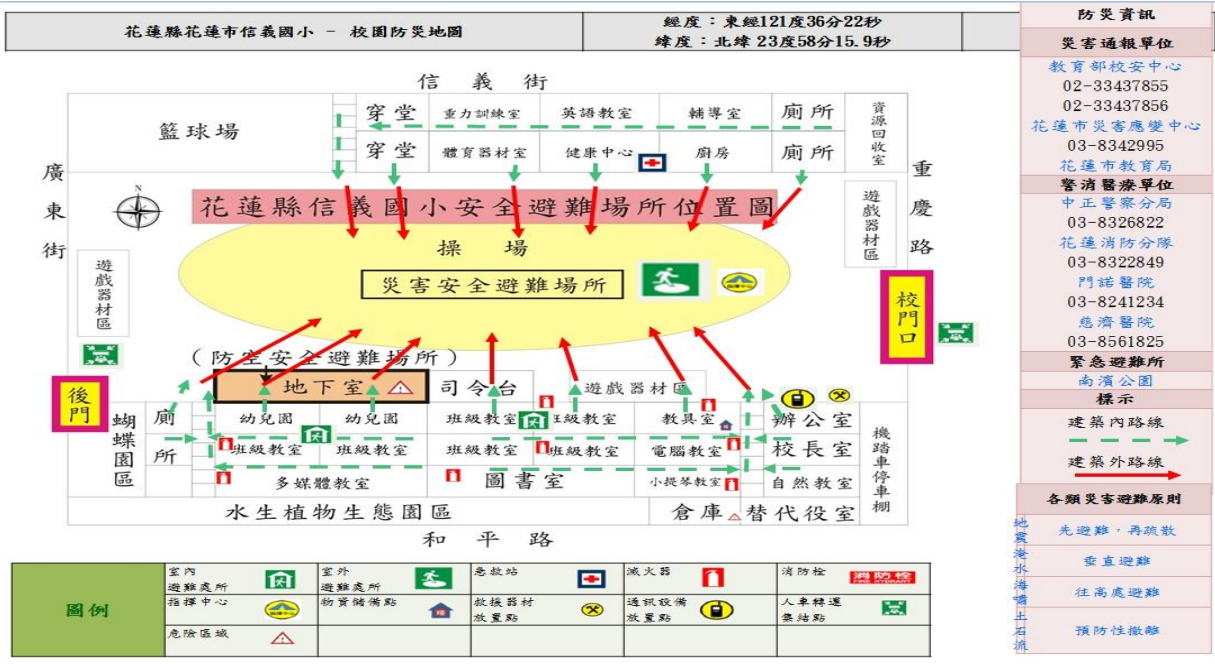 花蓮縣花蓮市信義國小 - 校園防災地圖
經度：東經121度36分22秒
緯度：北緯 23度58分15.9秒
信義街
籃球場
穿堂
重力訓練室
英語教室
輔導室
廁所
資源回收室
穿堂
體育器材室
健康中心
廚房
廁所
廣東街
重慶路
N
花蓮縣信義國小安全避難場所位置圖
遊戲器材區
操場
災害安全避難場所
指揮中心
遊戲器材區
校門口
(防空安全避難場所)
地下室
司令台
遊戲器材區
後門
蝴蝶園區
廁所
幼兒園
幼兒園
班級教室
班級教室
教具室
辦公室
班級教室
班級教室
班級教室
班級教室
電腦教室
校長室
機踏車停車棚
多媒體教室
圖書室
小提琴教室
自然教室
水生植物生態園區
倉庫
替代役室
和平路
圖例
室內避難處所
室外避難處所
急救站
滅火器
消防栓
消防栓
FIRE HYDRANT
指揮中心
指揮中心
物資儲備點
救援器材放置點
通訊設備放置點
人車轉運集結點
危險區域
防災資訊
災害通報單位
教育部校安中心
02-33437855
02-33437856
花蓮市災害應變中心
03-8342995
花蓮市教育局
警消醫療單位
中正警察分局
03-8326822
花蓮消防分隊
03-8322849
門諾醫院
03-8241234
慈濟醫院
03-8561825
緊急避難所
南濱公園
標示
建築內路線
建築外路線
各類災害避難原則
地震
先避難，再疏散
淹水
垂直避難
海嘯
往高處避難
土石流
預防性撤離